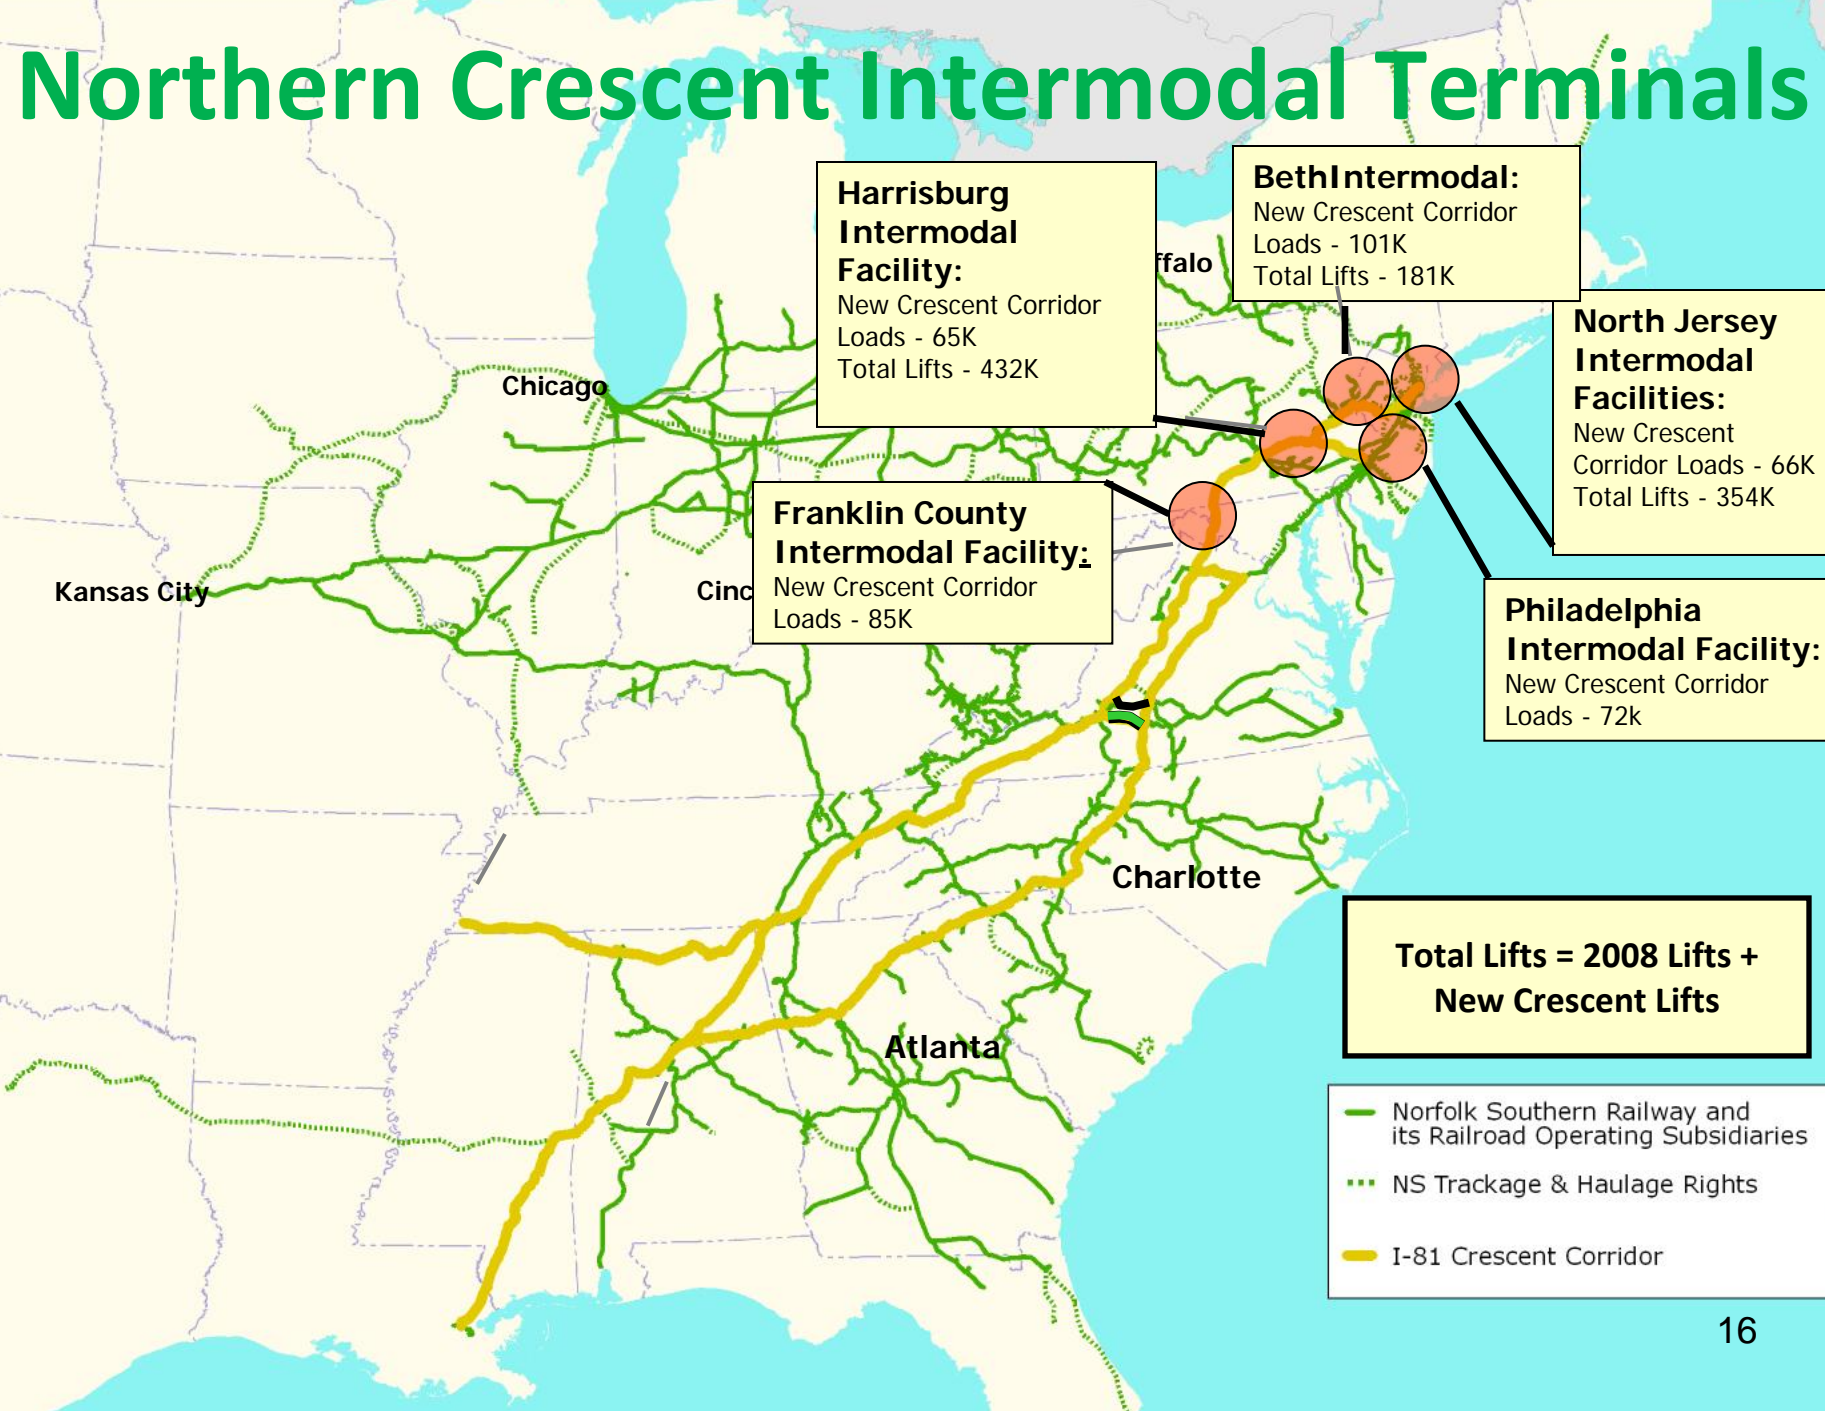 Northern Crescent Intermodal Terminals
Harrisburg
Intermodal
Facility:
New Crescent Corridor
Loads - 65K
Total Lifts - 432K
BethIntermodal:
New Crescent Corridor
Loads - 101K
Total Lifts - 181K
ffalo
North Jersey
Intermodal
Facilities:
New Crescent
Corridor Loads - 66K
Total Lifts - 354K
Chicago
Franklin County
Intermodal Facility:
New Crescent Corridor
Loads - 85K
Kansas City
Cinc
Philadelphia
Intermodal Facility:
New Crescent Corridor
Loads - 72k
Charlotte
Total Lifts = 2008 Lifts +
New Crescent Lifts
Atlanta
Norfolk Southern Railway and
its Railroad Operating Subsidiaries
NS Trackage & Haulage Rights
I-81 Crescent Corridor
16